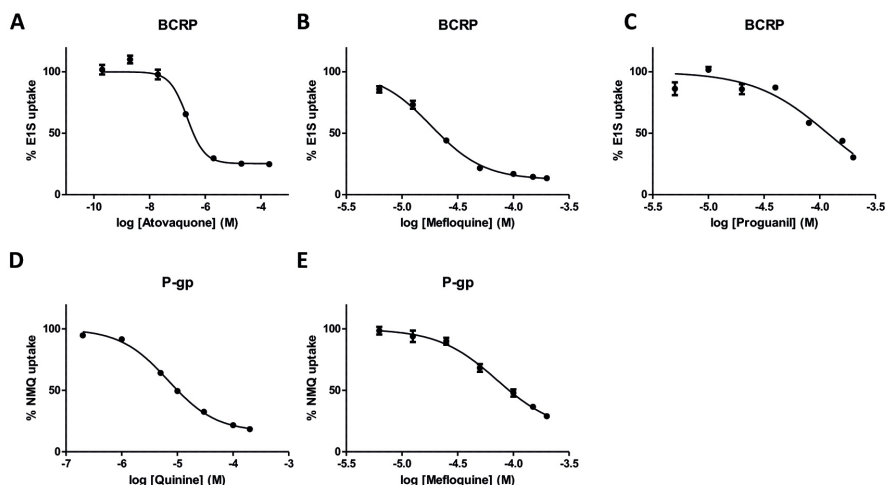 A
BCRP
% E1S uptake
100
50
0
-10 -8 -6 -4
log [Atovaquone] (M)
B
BCRP
% E1S uptake
100
50
0
-5.5 -5.0 -4.5 -4.0 -3.5
log [Mefloquine] (M)
C
BCRP
% E1S uptake
100
50
0
-5.5 -5.0 -4.5 -4.0 -3.5
log [Proguanil] (M)
D
P-gp
% NMQ uptake
100
50
0
-7 -6 -5 -4 -3
log [Quinine] (M)
E
P-gp
% NMQ uptake
100
50
0
-5.5 -5.0 -4.5 -4.0 -3.5
log [Mefloquine] (M)